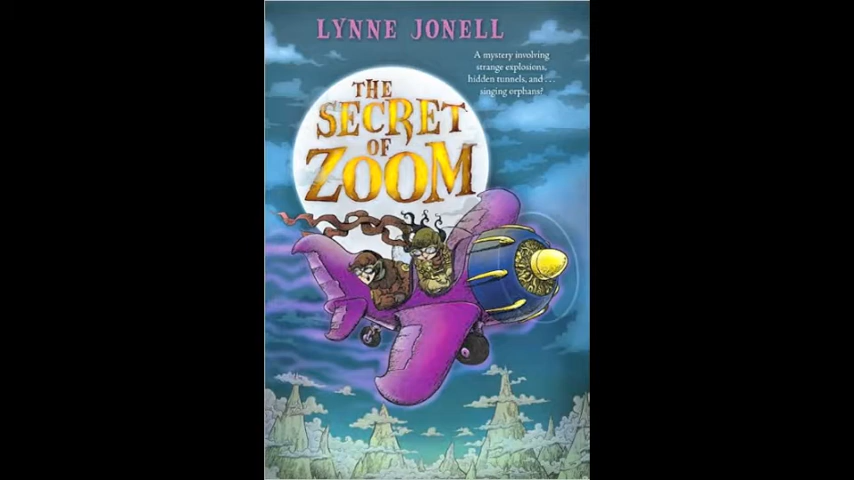 LYNNE JONELL
A mystery involving
strange explosions,
hidden tunnels, and . . .
singing orphans?
THE
SECRET
OF
ZOOM